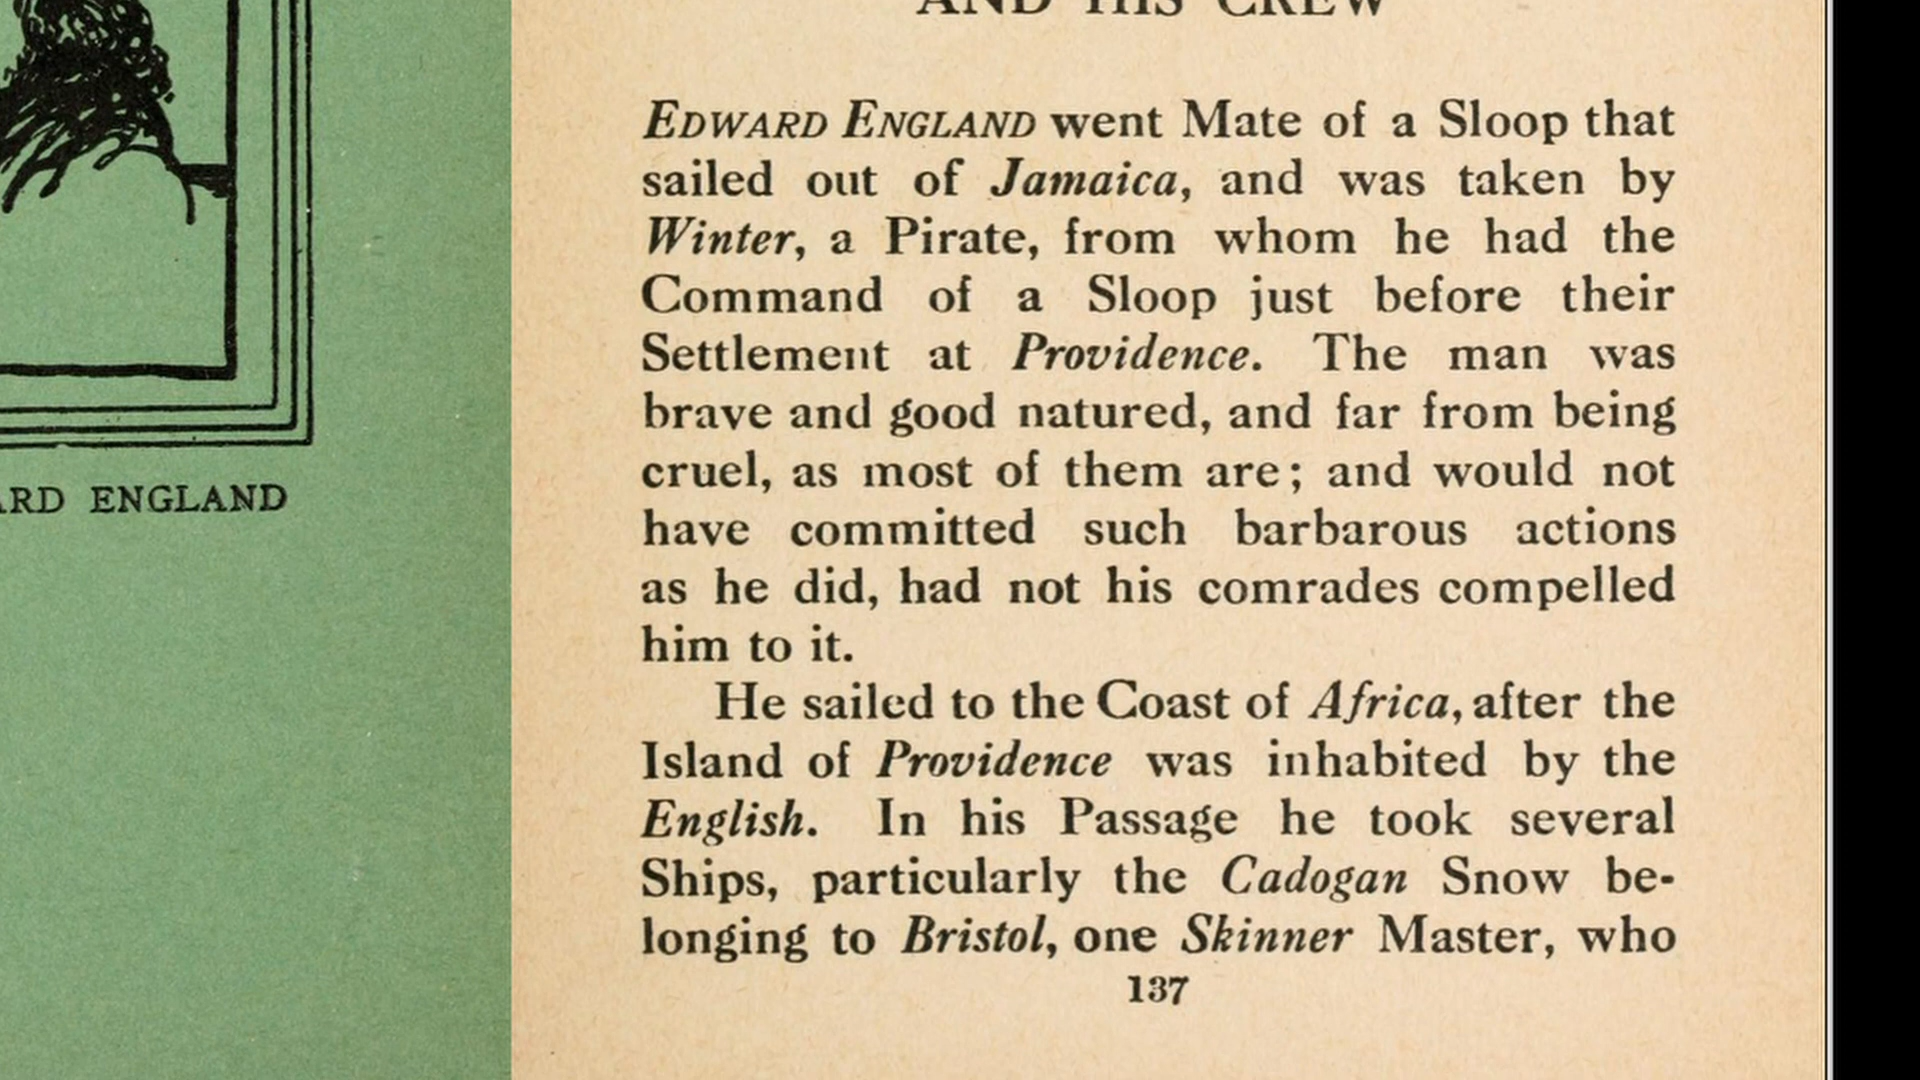 ARD ENGLAND
AND HIS CREW
EDWARD ENGLAND went Mate of a Sloop that
sailed out of Jamaica, and was taken by
Winter, a Pirate, from whom he had the
Command of a Sloop just before their
Settlement at Providence. The man was
brave and good natured, and far from being
cruel, as most of them are; and would not
have committed such barbarous actions
as he did, had not his comrades compelled
him to it.
He sailed to the Coast of Africa, after the
Island of Providence was inhabited by the
English. In his Passage he took several
Ships, particularly the Cadogan Snow be-
longing to Bristol, one Skinner Master, who
137